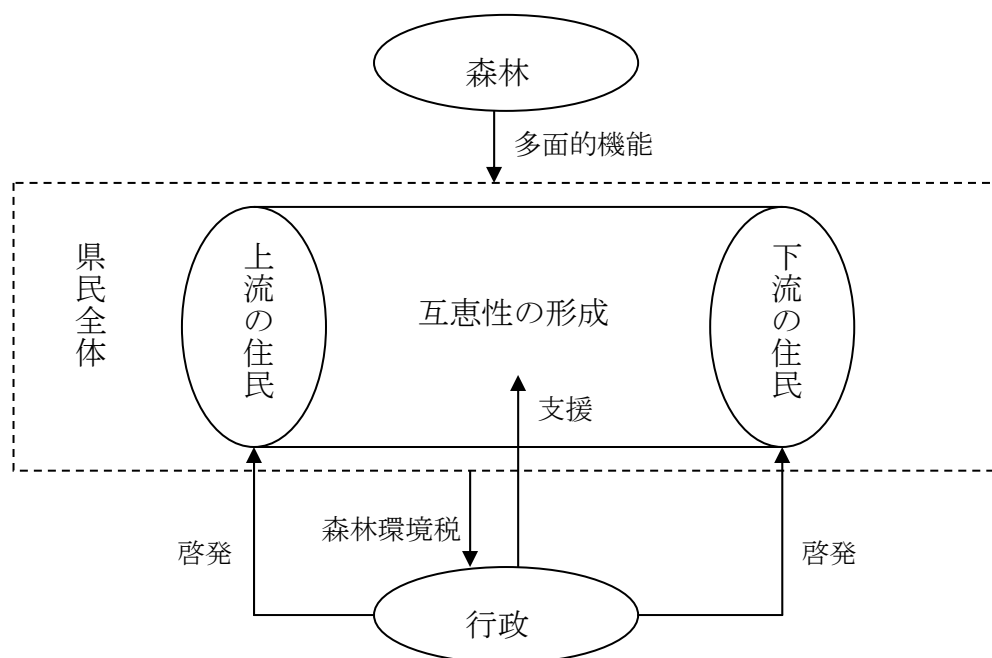 森林
多面的機能
県民全体
上流の住民
互恵性の形成
下流の住民
支援
森林環境税
啓発
啓発
行政